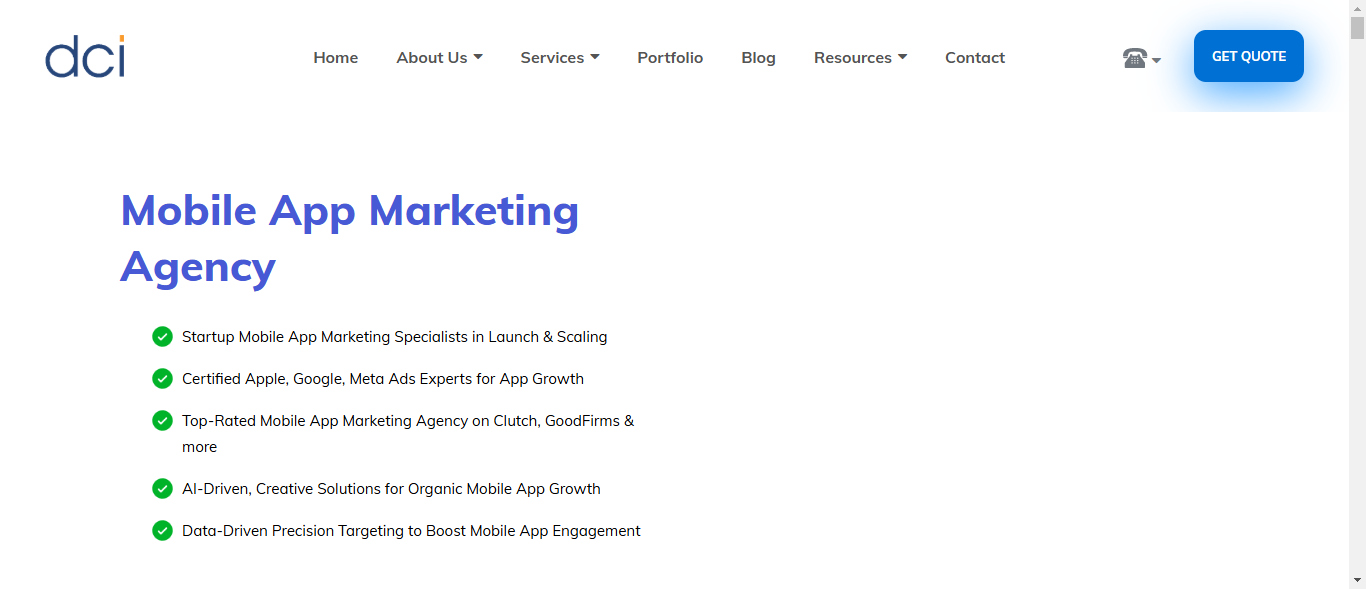 dci
Home
About Us
Services
Portfolio
Blog
Resources
Contact
GET QUOTE
Mobile App Marketing
Agency
Startup Mobile App Marketing Specialists in Launch & Scaling
Certified Apple, Google, Meta Ads Experts for App Growth
Top-Rated Mobile App Marketing Agency on Clutch, GoodFirms &
more
AI-Driven, Creative Solutions for Organic Mobile App Growth
Data-Driven Precision Targeting to Boost Mobile App Engagement